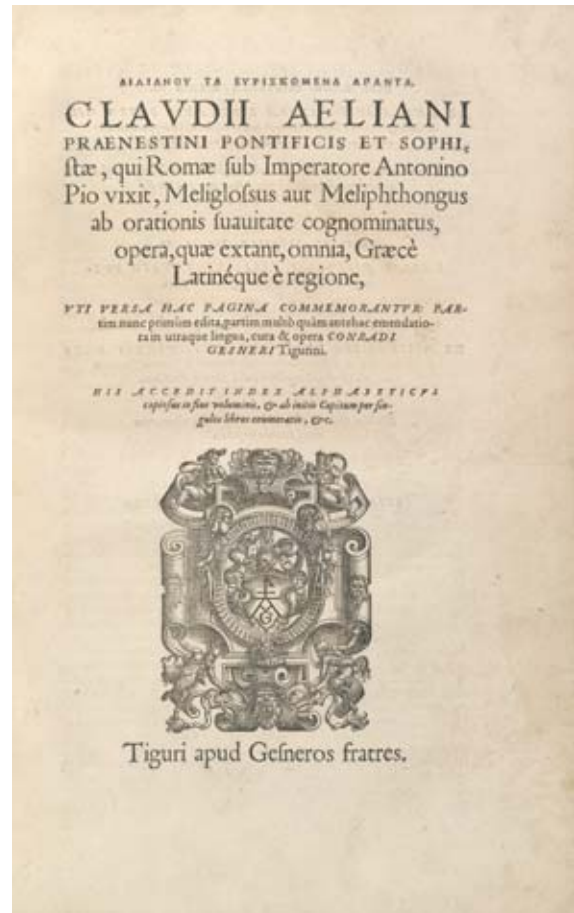 ΑΙΛΙΑΝΟΥ ΤΑ ΕΥΡΙΣΚΟΜΕΝΑ ΑΠΑΝΤΑ.
CLAVDII AELIANI
PRAENESTINI PONTIFICIS ET SOPHI,
ſtæ, qui Romæ ſub Imperatore Antonino
Pio vixit, Meligloſſus aut Meliphthongus
ab orationis ſuauitate cognominatus,
opera, quæ extant, omnia, Græcè
Latinéque è regione,
VTI VERSA HAC PAGINA COMMEMORANTVR: PAR-
tim nunc primùm edita, partim multò quàm antehac emendatio-
ra in utraque lingua, cura & opera CONRADI
GESNERI Tigurini.
HIS ACCEDIT INDEX ALPHABETICVS
copioſus in fine voluminis, & ab initio Capitum per ſin-
gulos libros enumeratio, &c.
G
Tiguri apud Geſneros fratres.